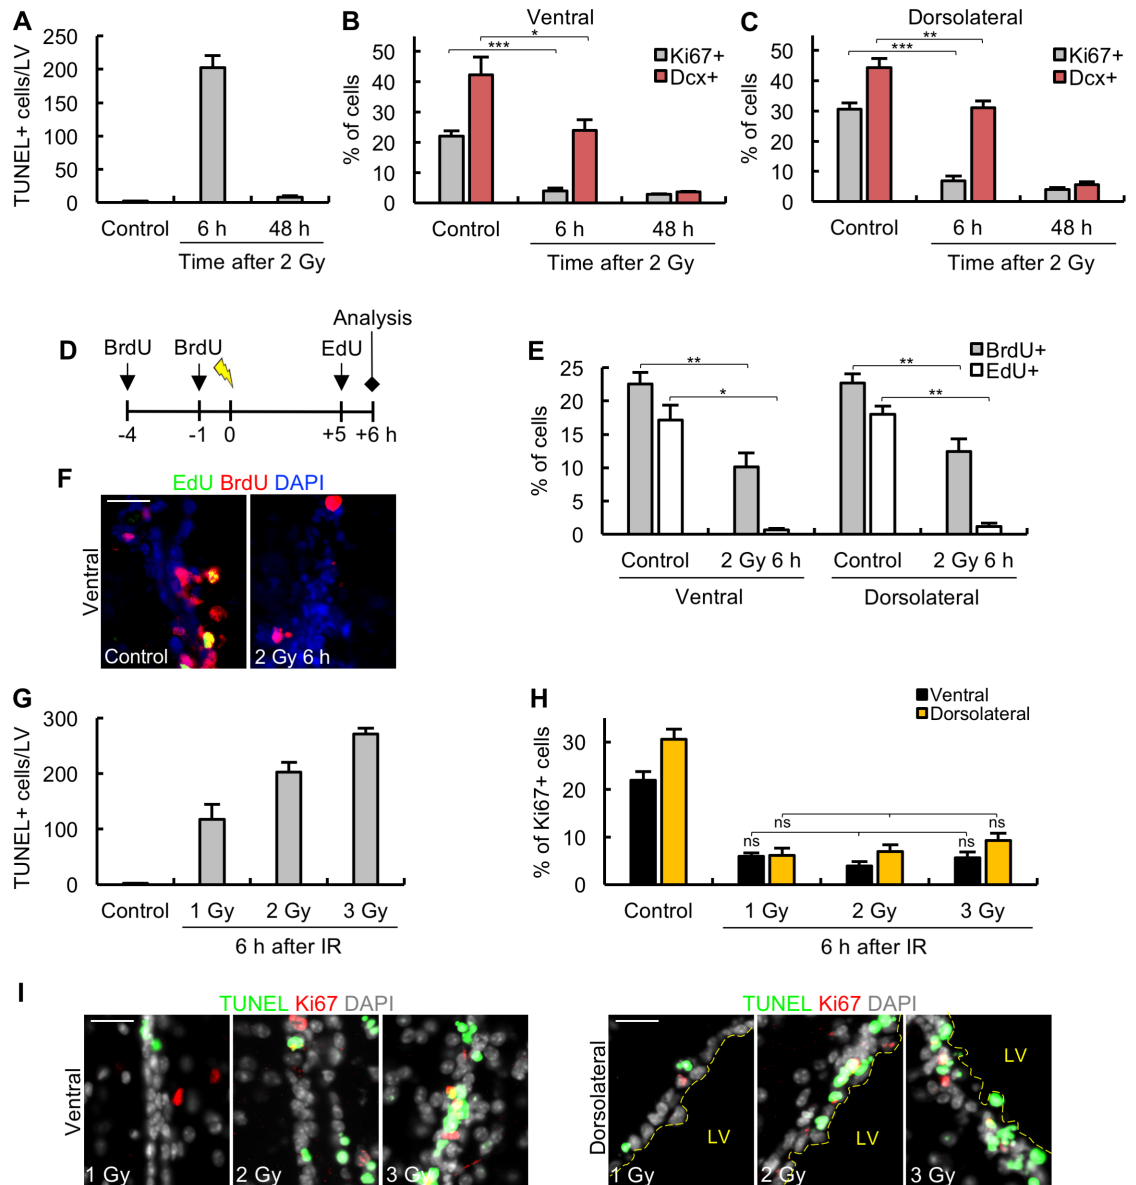 A
TUNEL+ cells/LV
250
200
150
100
50
0
Control
6 h
48 h
Time after 2 Gy
B
Ventral
% of cells
50
40
30
20
10
0
***
*
Ki67+
Dcx+
Control
6 h
48 h
Time after 2 Gy
C
Dorsolateral
% of cells
50
40
30
20
10
0
**
***
Ki67+
Dcx+
Control
6 h
48 h
Time after 2 Gy
D
Analysis
BrdU
BrdU
EdU
-4
-1
0
+5
+6 h
E
% of cells
25
20
15
10
5
0
**
*
**
**
BrdU+
EdU+
Control
2 Gy 6 h
Control
2 Gy 6 h
Ventral
Dorsolateral
F
EdU BrdU DAPI
Ventral
Control
2 Gy 6 h
G
TUNEL+ cells/LV
300
200
100
0
Control
1 Gy
2 Gy
3 Gy
6 h after IR
H
% of Ki67+ cells
30
20
10
0
Ventral
Dorsolateral
ns
ns
ns
ns
Control
1 Gy
2 Gy
3 Gy
6 h after IR
I
TUNEL Ki67 DAPI
Ventral
1 Gy
2 Gy
3 Gy
TUNEL Ki67 DAPI
Dorsolateral
LV
1 Gy
LV
2 Gy
LV
3 Gy